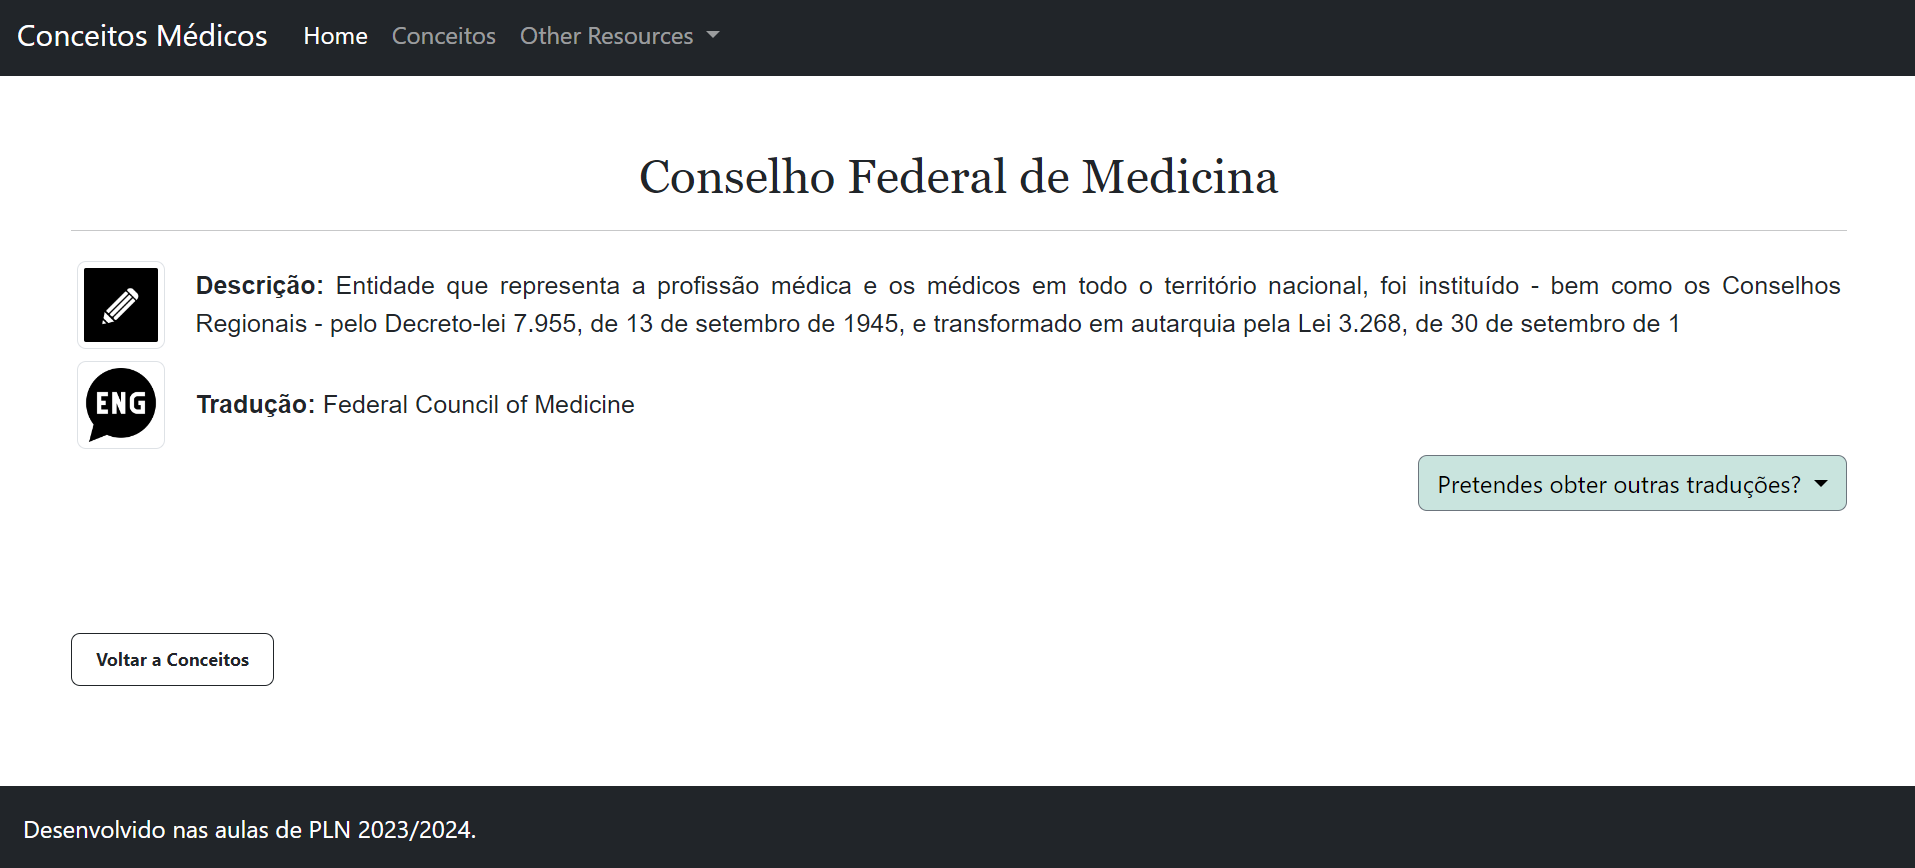 Conceitos Médicos Home Conceitos Other Resources
Conselho Federal de Medicina
Descrição: Entidade que representa a profissão médica e os médicos em todo o território nacional, foi instituído - bem como os Conselhos
Regionais - pelo Decreto-lei 7.955, de 13 de setembro de 1945, e transformado em autarquia pela Lei 3.268, de 30 de setembro de 1
ENG
Tradução: Federal Council of Medicine
Pretendes obter outras traduções?
Voltar a Conceitos
Desenvolvido nas aulas de PLN 2023/2024.